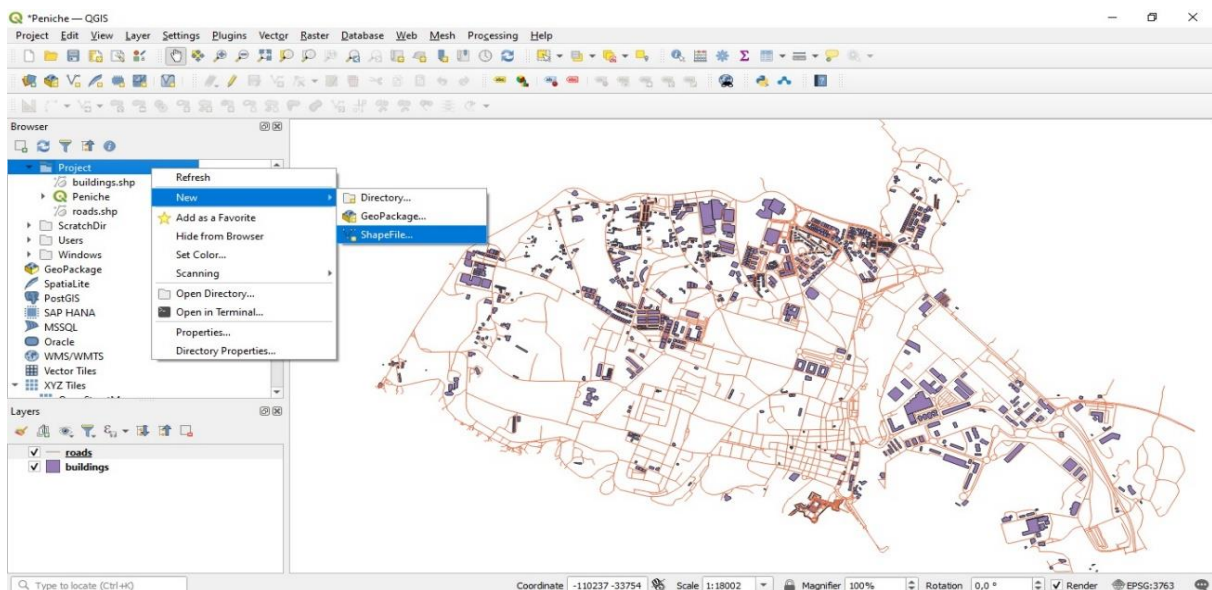 *Peniche — QGIS
Project Edit View Layer Settings Plugins Vector Raster Database Web Mesh Processing Help
Browser
Project
buildings.shp
Peniche
roads.shp
ScratchDir
Users
Windows
GeoPackage
SpatiaLite
PostGIS
SAP HANA
MSSQL
Oracle
WMS/WMTS
Vector Tiles
XYZ Tiles
Refresh
New
Add as a Favorite
Hide from Browser
Set Color...
Scanning
Open Directory...
Open in Terminal...
Properties...
Directory Properties...
Directory...
GeoPackage...
ShapeFile...
Layers
roads
buildings
Type to locate (Ctrl+K)
Coordinate -110237 -33754 Scale 1:18002 Magnifier 100% Rotation 0,0 ° Render EPSG:3763